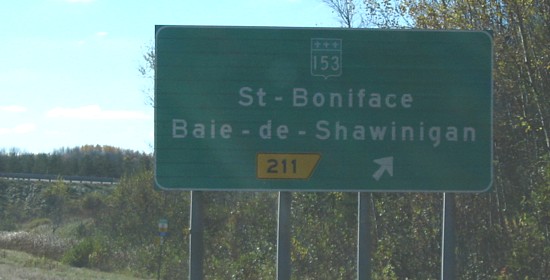 153
St-Boniface
Baie-de-Shawinigan
211